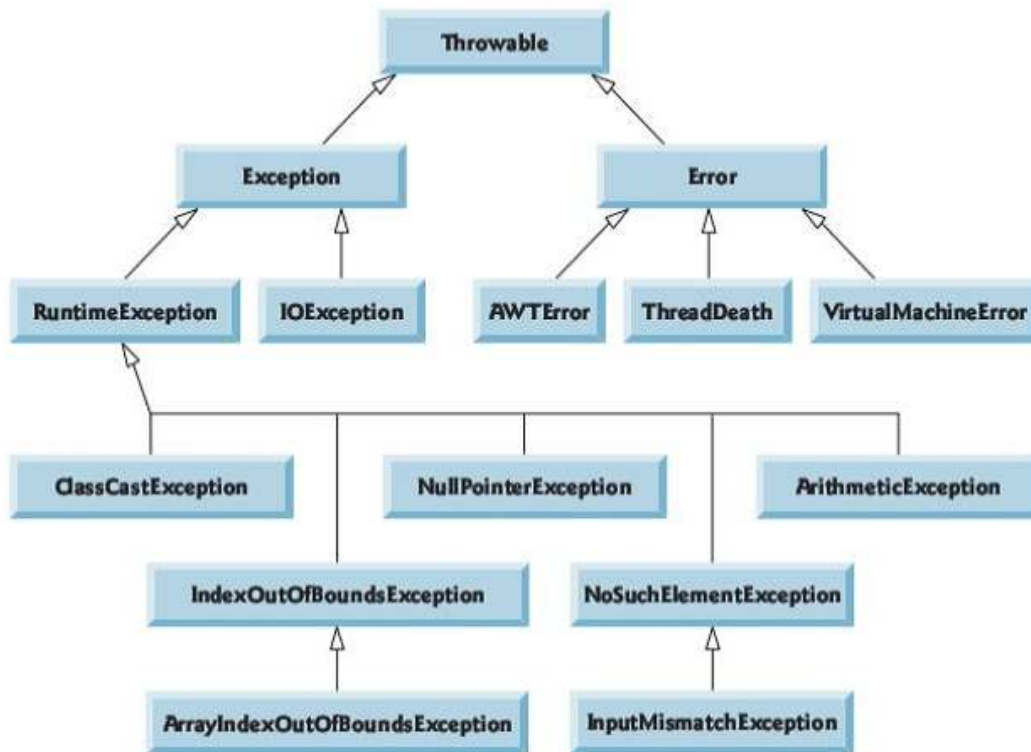 Throwable
Exception
Error
RuntimeException
IOException
AWTError
ThreadDeath
VirtualMachineError
ClassCastException
NullPointerException
ArithmeticException
IndexOutOfBoundsException
NoSuchElementException
ArrayIndexOutOfBoundsException
InputMismatchException